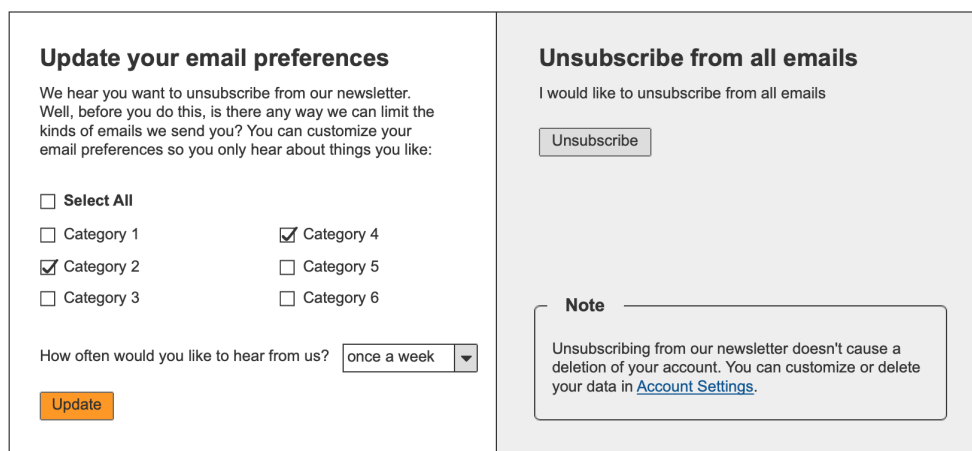 Update your email preferences
We hear you want to unsubscribe from our newsletter.
Well, before you do this, is there any way we can limit the
kinds of emails we send you? You can customize your
email preferences so you only hear about things you like:
Select All
Category 1
Category 4
Category 2
Category 5
Category 3
Category 6
How often would you like to hear from us?
once a week
Update
Unsubscribe from all emails
I would like to unsubscribe from all emails
Unsubscribe
Note
Unsubscribing from our newsletter doesn't cause a
deletion of your account. You can customize or delete
your data in Account Settings.